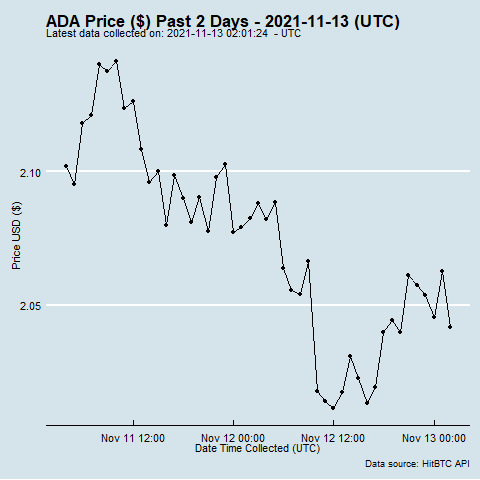 ADA Price ($) Past 2 Days - 2021-11-13 (UTC)
Latest data collected on: 2021-11-13 02:01:24 - UTC
2.10
Price USD ($)
2.05
Nov 11 12:00 Nov 12 00:00 Nov 12 12:00 Nov 13 00:00
Date Time Collected (UTC)
Data source: HitBTC API